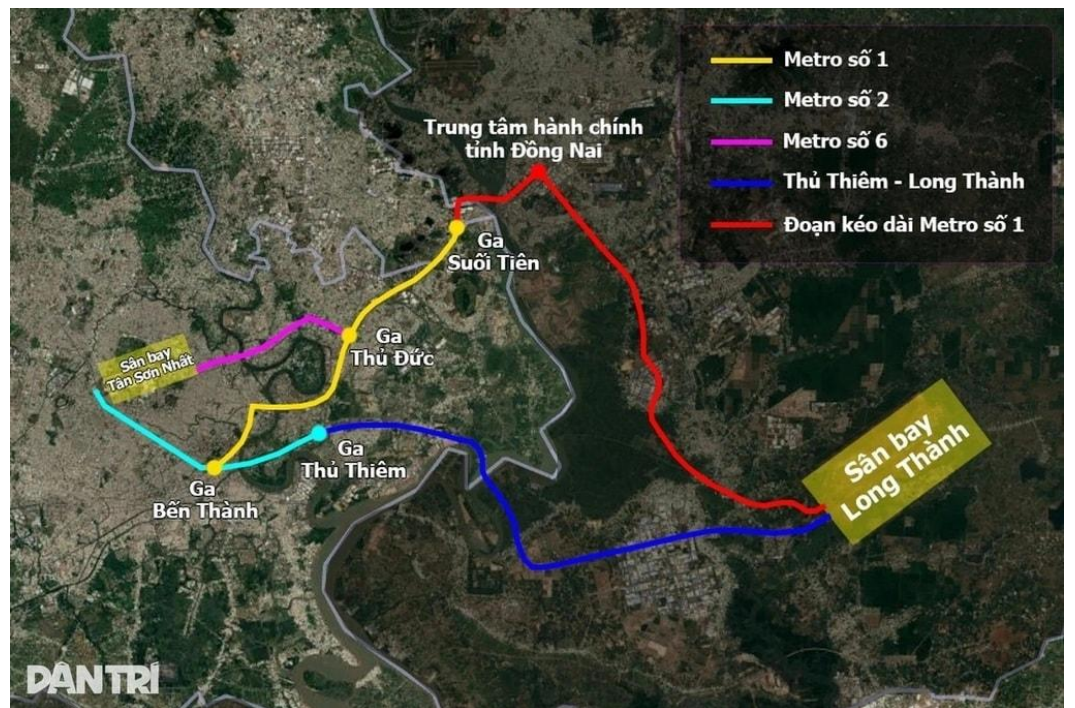 Metro số 1
Metro số 2
Metro số 6
Thủ Thiêm - Long Thành
Đoạn kéo dài Metro số 1
Trung tâm hành chính
tỉnh Đồng Nai
Ga
Suối Tiên
Ga
Thủ Đức
Sân bay
Tân Sơn Nhất
Ga
Thủ Thiêm
Ga
Bến Thành
Sân bay
Long Thành
DÂN TRÍ